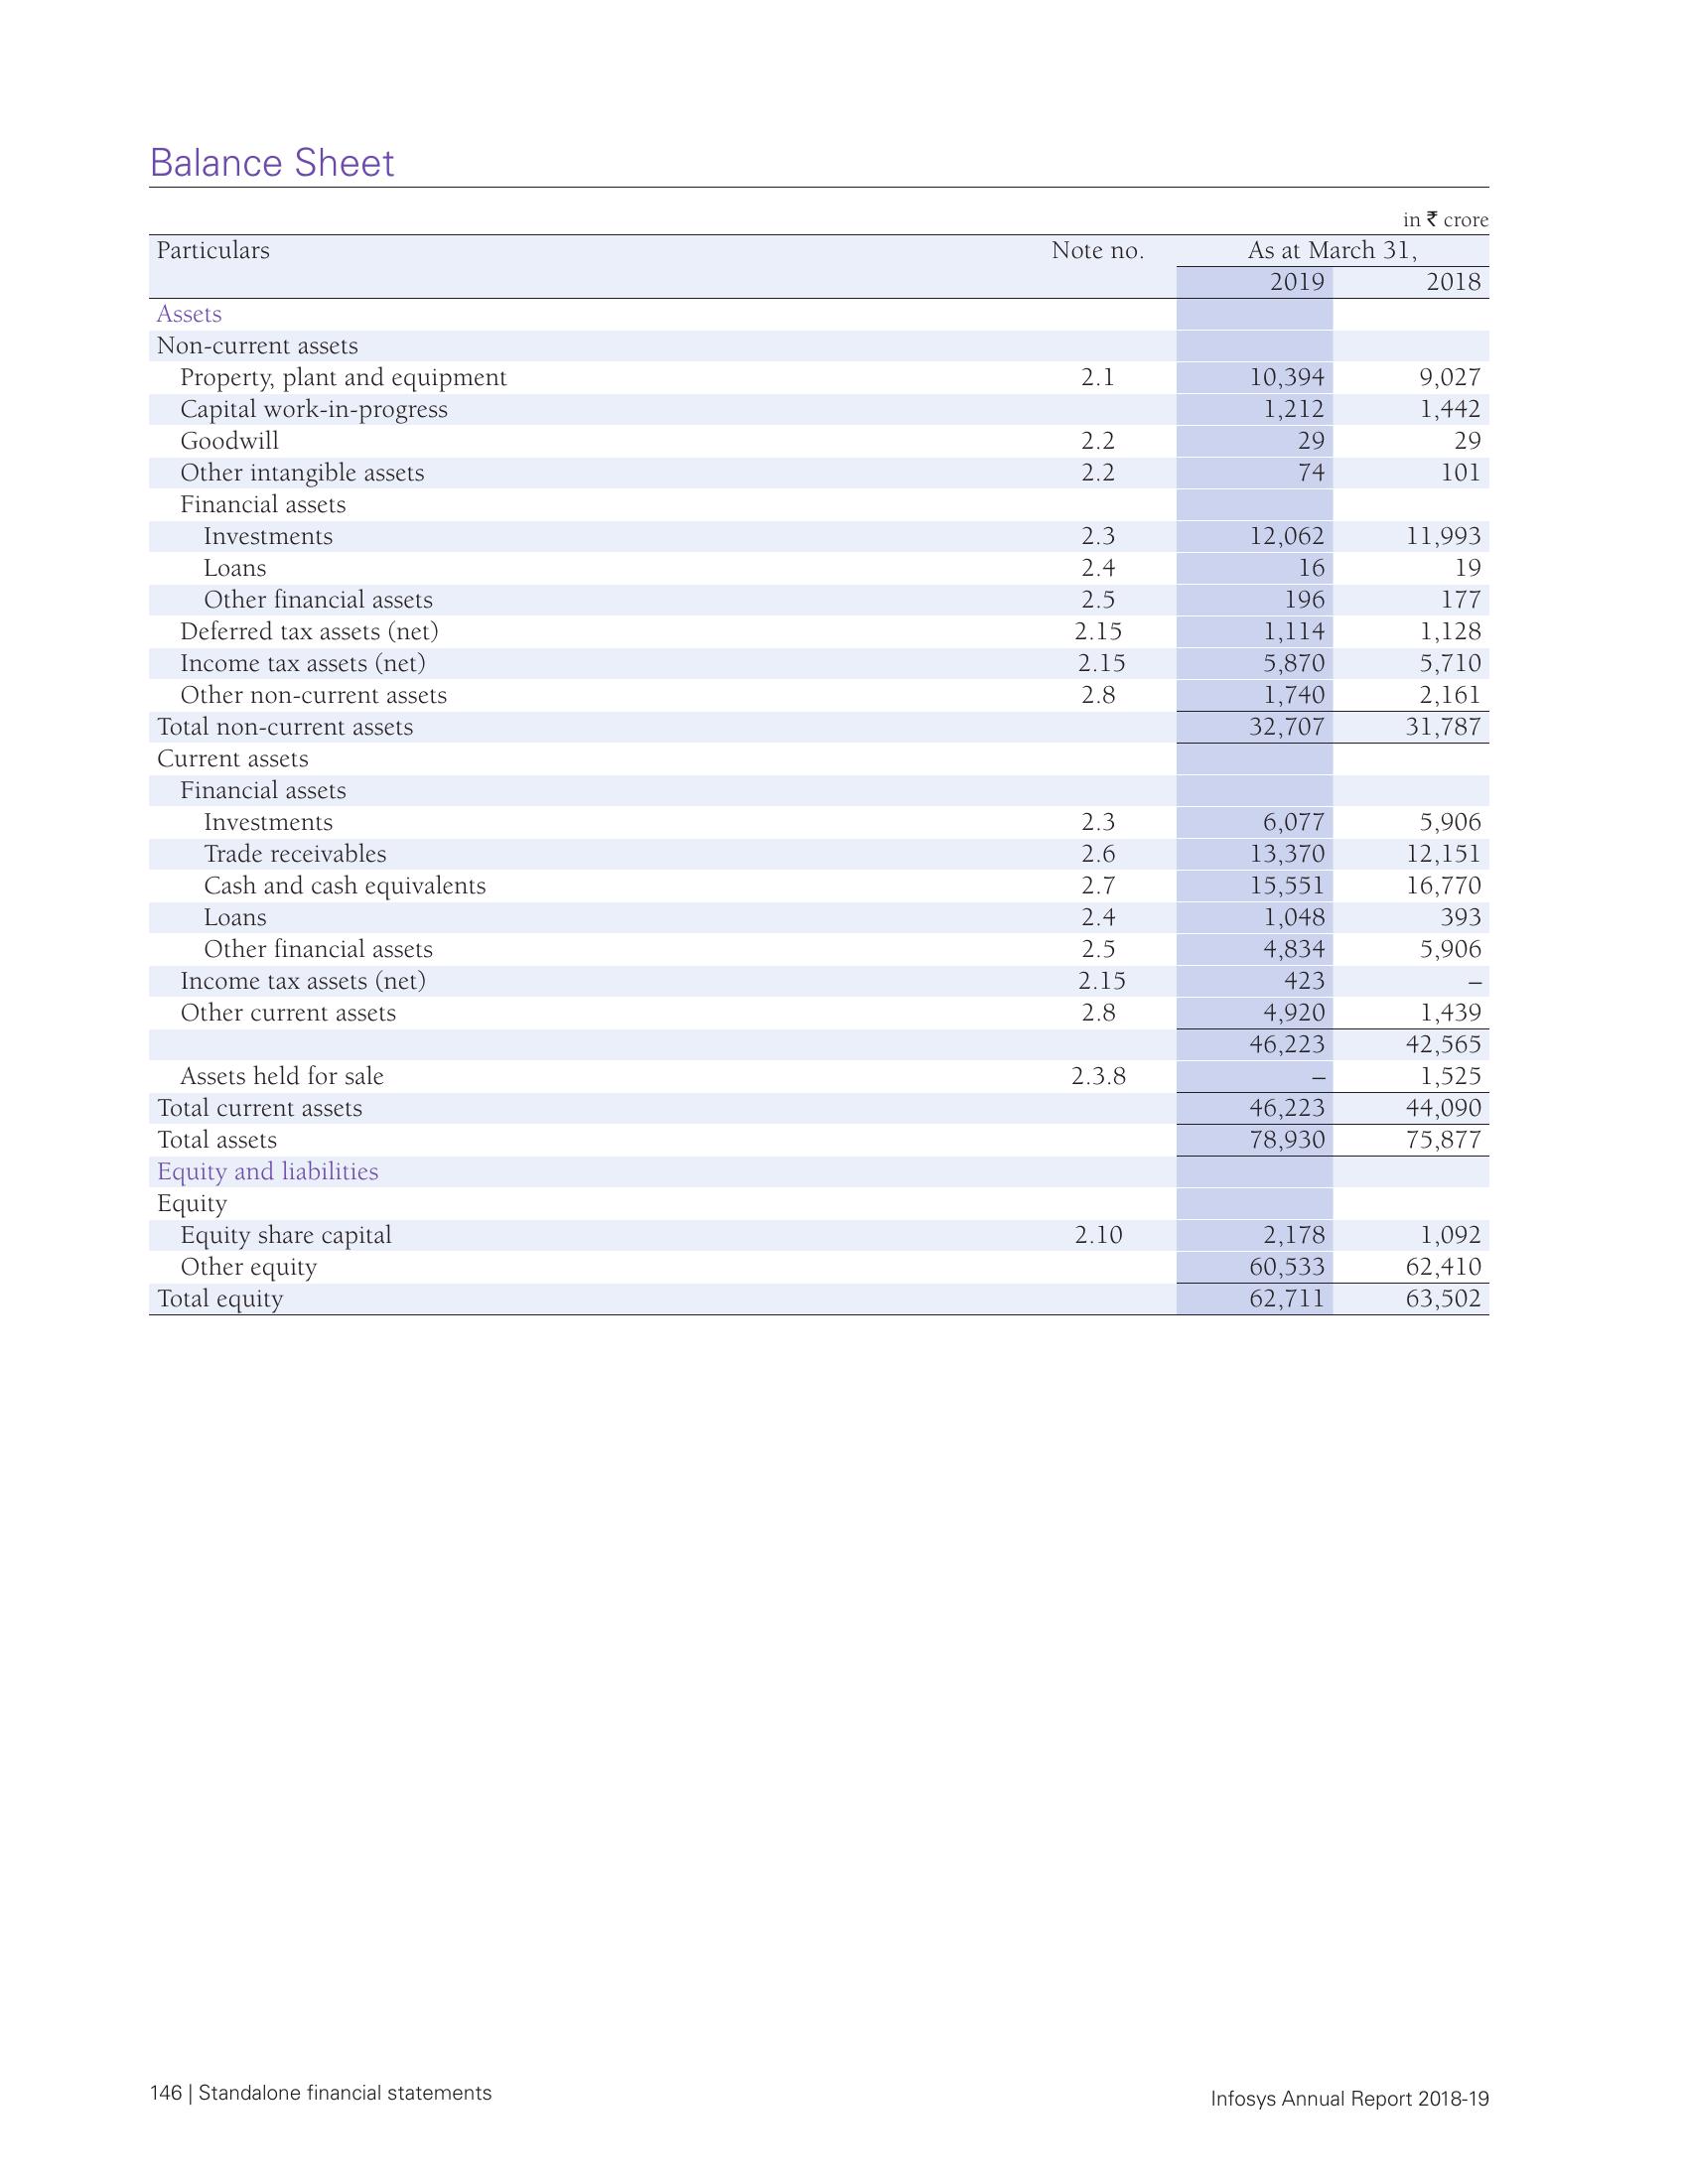 Balance Sheet
in ₹ crore
Particulars Note no. As at March 31,
2019 2018
Assets
Non-current assets
Property, plant and equipment 2.1 10,394 9,027
Capital work-in-progress 1,212 1,442
Goodwill 2.2 29 29
Other intangible assets 2.2 74 101
Financial assets
Investments 2.3 12,062 11,993
Loans 2.4 16 19
Other financial assets 2.5 196 177
Deferred tax assets (net) 2.15 1,114 1,128
Income tax assets (net) 2.15 5,870 5,710
Other non-current assets 2.8 1,740 2,161
Total non-current assets 32,707 31,787
Current assets
Financial assets
Investments 2.3 6,077 5,906
Trade receivables 2.6 13,370 12,151
Cash and cash equivalents 2.7 15,551 16,770
Loans 2.4 1,048 393
Other financial assets 2.5 4,834 5,906
Income tax assets (net) 2.15 423 –
Other current assets 2.8 4,920 1,439
46,223 42,565
Assets held for sale 2.3.8 – 1,525
Total current assets 46,223 44,090
Total assets 78,930 75,877
Equity and liabilities
Equity
Equity share capital 2.10 2,178 1,092
Other equity 60,533 62,410
Total equity 62,711 63,502
146 | Standalone financial statements
Infosys Annual Report 2018-19